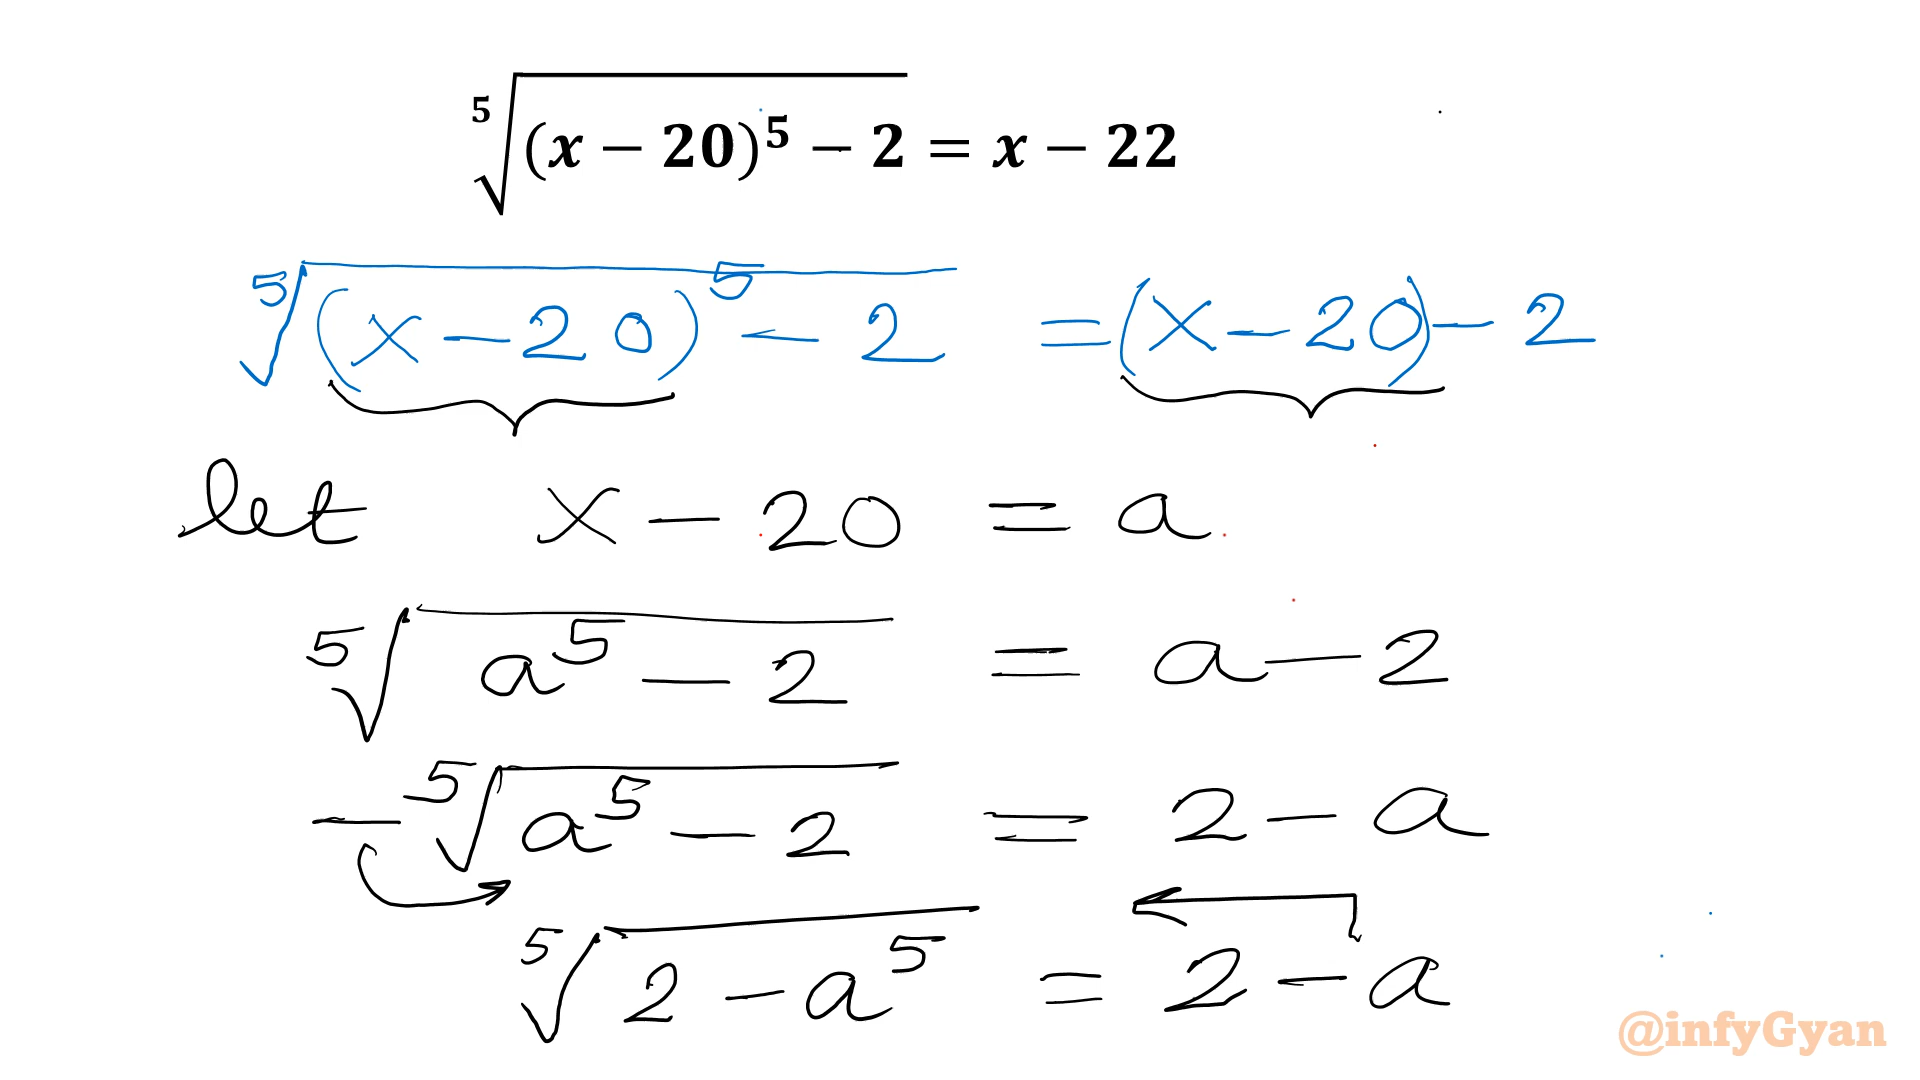 ⁵√((x − 20)⁵ − 2) = x − 22
⁵√((x − 20)⁵ − 2) = (x − 20) − 2
let x − 20 = a
⁵√(a⁵ − 2) = a − 2
− ⁵√(a⁵ − 2) = 2 − a
⁵√(2 − a⁵) = 2 − a
@infyGyan